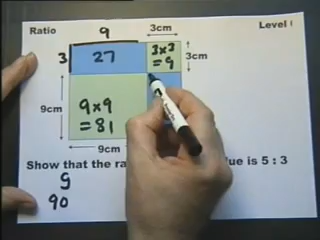 Ratio 9 3cm Level
3 27 3x3 3cm
= 9
9cm 9x9
= 81
9cm
Show that the ra ue is 5 : 3
9
90